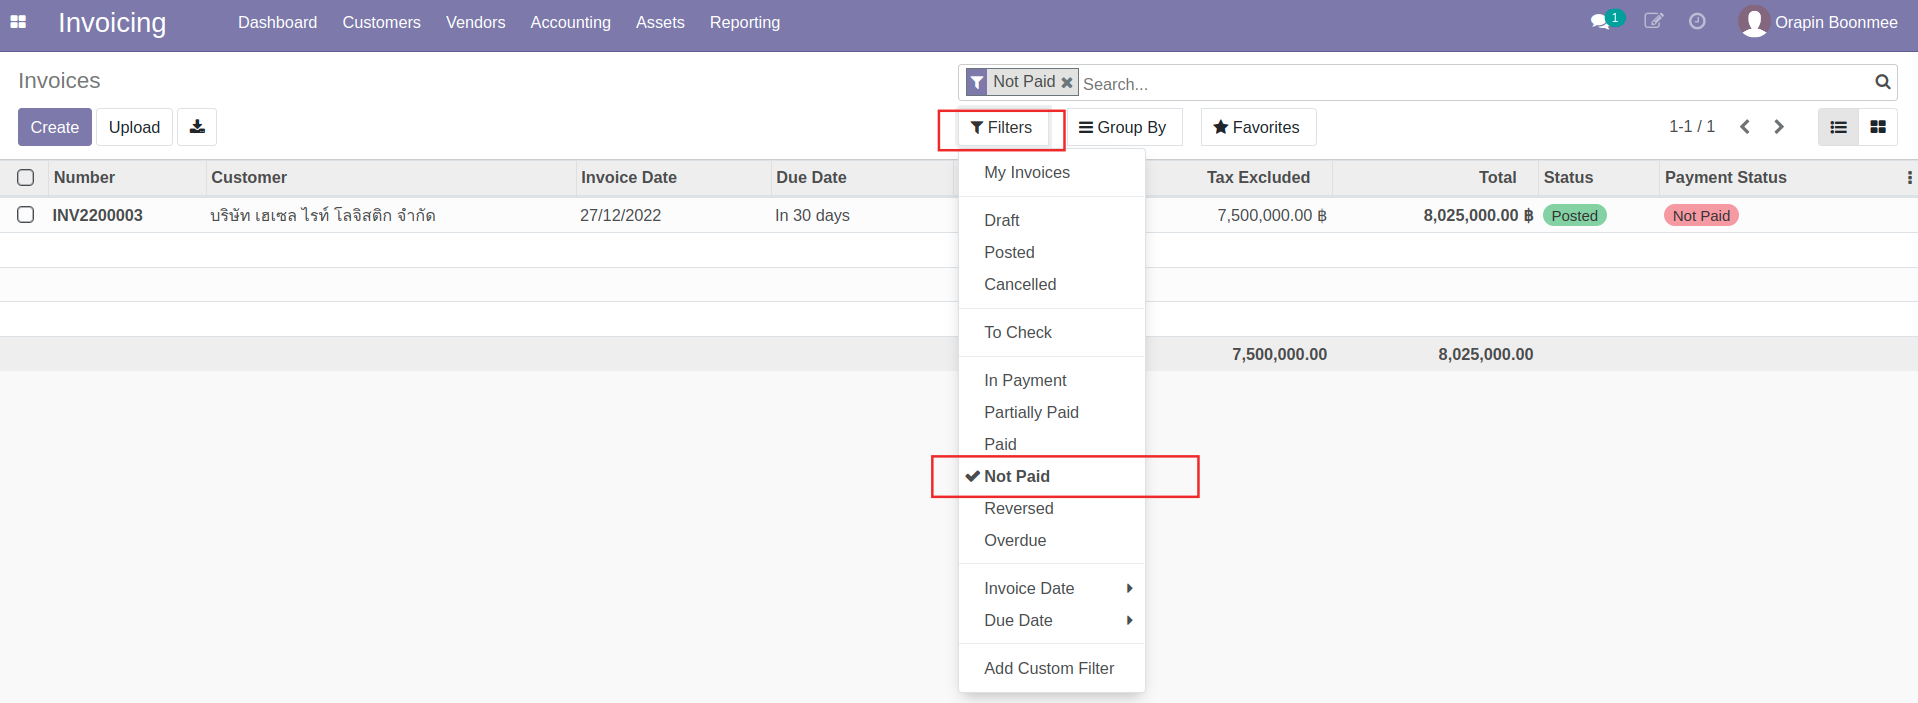 Invoicing Dashboard Customers Vendors Accounting Assets Reporting 1 Orapin Boonmee
Invoices
Not Paid Search...
Create Upload Filters Group By Favorites 1-1 / 1
Number Customer Invoice Date Due Date Tax Excluded Total Status Payment Status
INV2200003 บริษัท เฮเซล ไรท์ โลจิสติก จำกัด 27/12/2022 In 30 days 7,500,000.00 ฿ 8,025,000.00 ฿ Posted Not Paid
7,500,000.00 8,025,000.00
My Invoices
Draft
Posted
Cancelled
To Check
In Payment
Partially Paid
Paid
Not Paid
Reversed
Overdue
Invoice Date
Due Date
Add Custom Filter